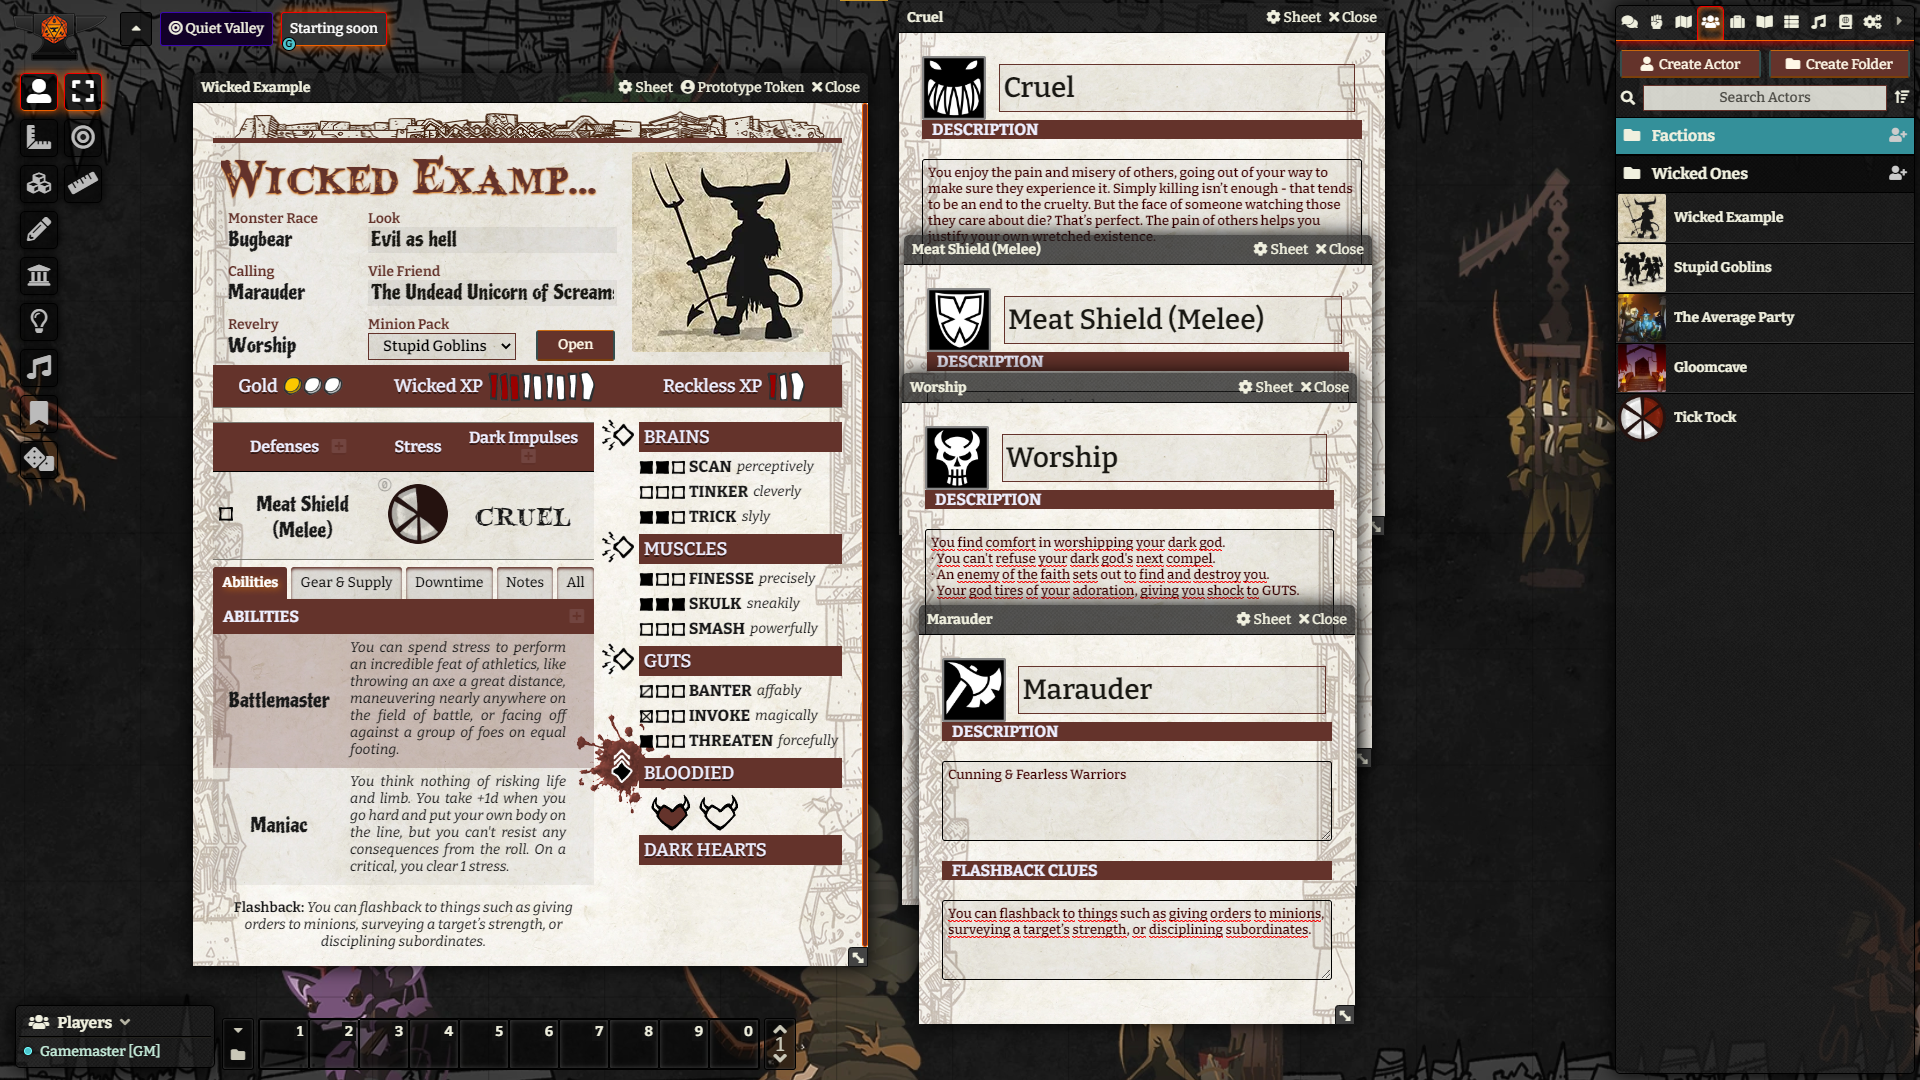 Quiet Valley
Starting soon
G
Wicked Example
Sheet
Prototype Token
Close
Wicked Examp...
Monster Race
Bugbear
Look
Evil as hell
Calling
Marauder
Vile Friend
The Undead Unicorn of Scream
Revelry
Worship
Minion Pack
Stupid Goblins
Open
Gold
Wicked XP
Reckless XP
Defenses
Stress
Dark Impulses
0
Meat Shield
(Melee)
CRUEL
Abilities
Gear & Supply
Downtime
Notes
All
ABILITIES
Battlemaster
You can spend stress to perform
an incredible feat of athletics, like
throwing an axe a great distance,
maneuvering nearly anywhere on
the field of battle, or facing off
against a group of foes on equal
footing.
Maniac
You think nothing of risking life
and limb. You take +1d when you
go hard and put your own body on
the line, but you can't resist any
consequences from the roll. On a
critical, you clear 1 stress.
Flashback: You can flashback to things such as giving
orders to minions, surveying a target's strength, or
disciplining subordinates.
BRAINS
SCAN perceptively
TINKER cleverly
TRICK slyly
MUSCLES
FINESSE precisely
SKULK sneakily
SMASH powerfully
GUTS
BANTER affably
INVOKE magically
THREATEN forcefully
BLOODIED
DARK HEARTS
Cruel
Sheet
Close
Cruel
DESCRIPTION
You enjoy the pain and misery of others, going out of your way to
make sure they experience it. Simply killing isn't enough - that tends
to be an end to the cruelty. But the face of someone watching those
they care about die? That's perfect. The pain of others helps you
justify your own wretched existence.
Meat Shield (Melee)
Sheet
Close
Meat Shield (Melee)
DESCRIPTION
Worship
Sheet
Close
Worship
DESCRIPTION
You find comfort in worshipping your dark god.
· You can't refuse your dark god's next compel.
· An enemy of the faith sets out to find and destroy you.
· Your god tires of your adoration, giving you shock to GUTS.
Marauder
Sheet
Close
Marauder
DESCRIPTION
Cunning & Fearless Warriors
FLASHBACK CLUES
You can flashback to things such as giving orders to minions,
surveying a target's strength, or disciplining subordinates.
Create Actor
Create Folder
Search Actors
Factions
Wicked Ones
Wicked Example
Stupid Goblins
The Average Party
Gloomcave
Tick Tock
Players
Gamemaster [GM]
1
2
3
4
5
6
7
8
9
0
1